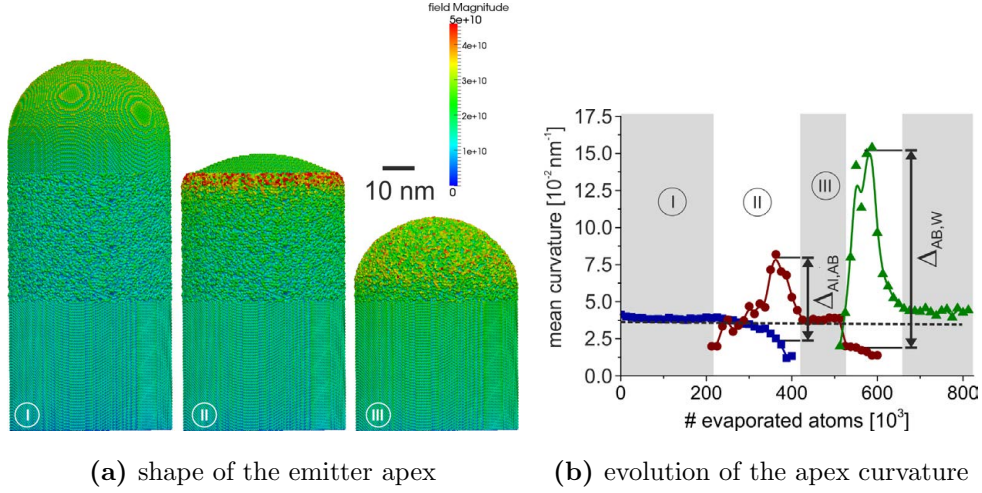 field Magnitude
5e+10
4e+10
3e+10
2e+10
1e+10
0
10 nm
I
II
III
mean curvature [10⁻² nm⁻¹]
17.5
15.0
12.5
10.0
7.5
5.0
2.5
0.0
I
II
III
Δ_Al,AB
Δ_AB,W
0
200
400
600
800
# evaporated atoms [10³]
(a) shape of the emitter apex
(b) evolution of the apex curvature